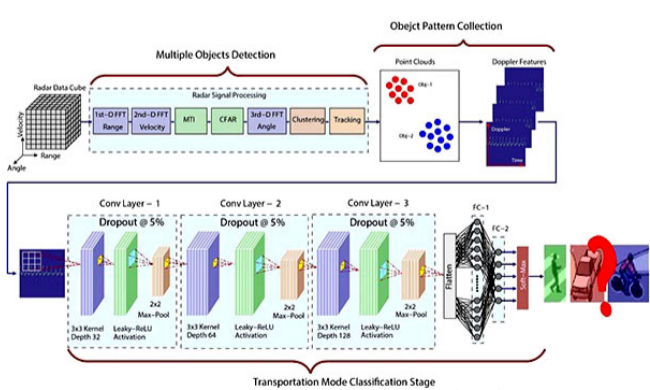 Obejct Pattern Collection
Multiple Objects Detection
Point Clouds
Doppler Features
Radar Data Cube
Radar Signal Processing
Obj-1
Velocity
1st-D FFT
Range
2nd-D FFT
Velocity
MTI
CFAR
3rd-D FFT
Angle
Clustering
Tracking
Obj-2
Doppler
Range
Angle
Time
Conv Layer - 1
Conv Layer - 2
Conv Layer - 3
FC-1
Dropout @ 5%
Dropout @ 5%
Dropout @ 5%
FC-2
Flatten
Soft-Max
2x2
Max-Pool
2x2
Max-Pool
2x2
Max-Pool
3x3 Kernel
Depth 32
Leaky-ReLU
Activation
3x3 Kernel
Depth 64
Leaky-ReLU
Activation
3x3 Kernel
Depth 128
Leaky-ReLU
Activation
?
Transportation Mode Classification Stage